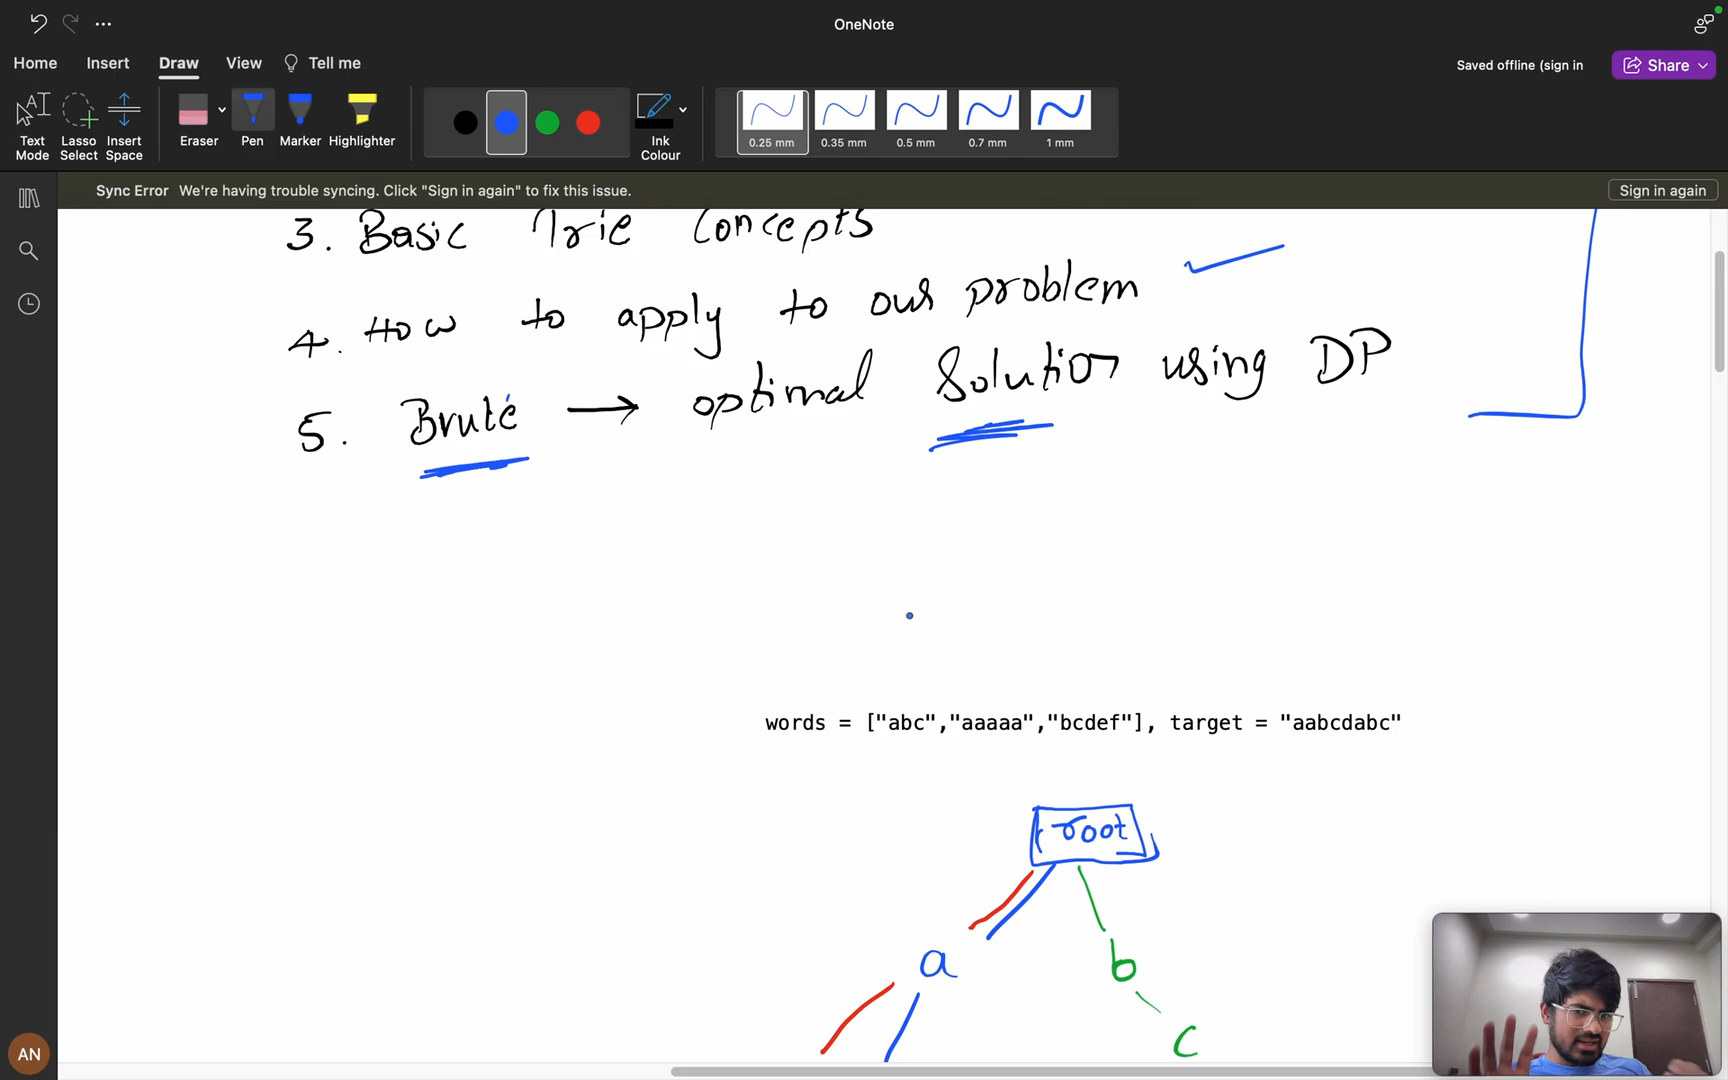 OneNote
Home Insert Draw View Tell me
Saved offline (sign in
Share
Text Mode
Lasso Select
Insert Space
Eraser
Pen
Marker
Highlighter
Ink Colour
0.25 mm
0.35 mm
0.5 mm
0.7 mm
1 mm
Sync Error We're having trouble syncing. Click "Sign in again" to fix this issue.
Sign in again
3. Basic Trie Concepts
4. How to apply to our problem
5. Brute → optimal Solution using DP
words = ["abc","aaaaa","bcdef"], target = "aabcdabc"
root
a b
c
AN